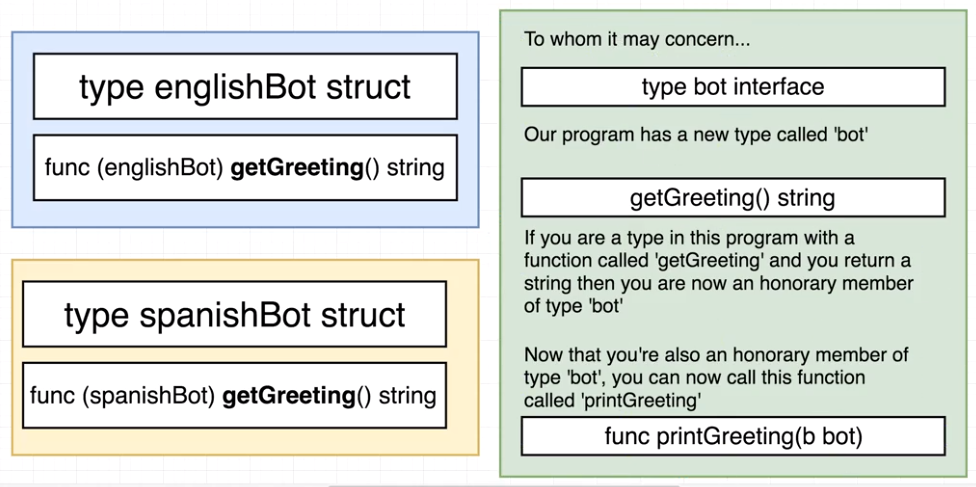 type englishBot struct
func (englishBot) getGreeting() string
type spanishBot struct
func (spanishBot) getGreeting() string
To whom it may concern...
type bot interface
Our program has a new type called 'bot'
getGreeting() string
If you are a type in this program with a
function called 'getGreeting' and you return a
string then you are now an honorary member
of type 'bot'
Now that you're also an honorary member of
type 'bot', you can now call this function
called 'printGreeting'
func printGreeting(b bot)